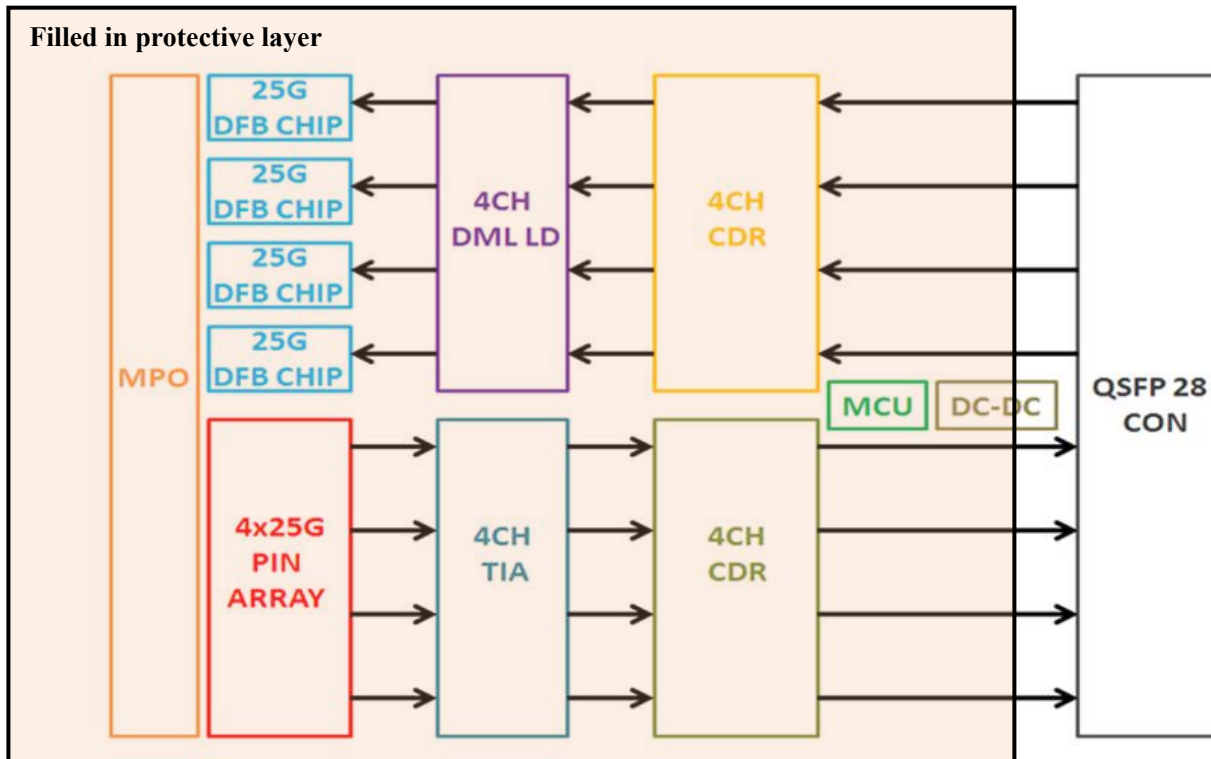 Filled in protective layer
25G
DFB CHIP
25G
DFB CHIP
25G
DFB CHIP
25G
DFB CHIP
4CH
DML LD
4CH
CDR
MPO
MCU
DC-DC
QSFP 28
CON
4x25G
PIN
ARRAY
4CH
TIA
4CH
CDR